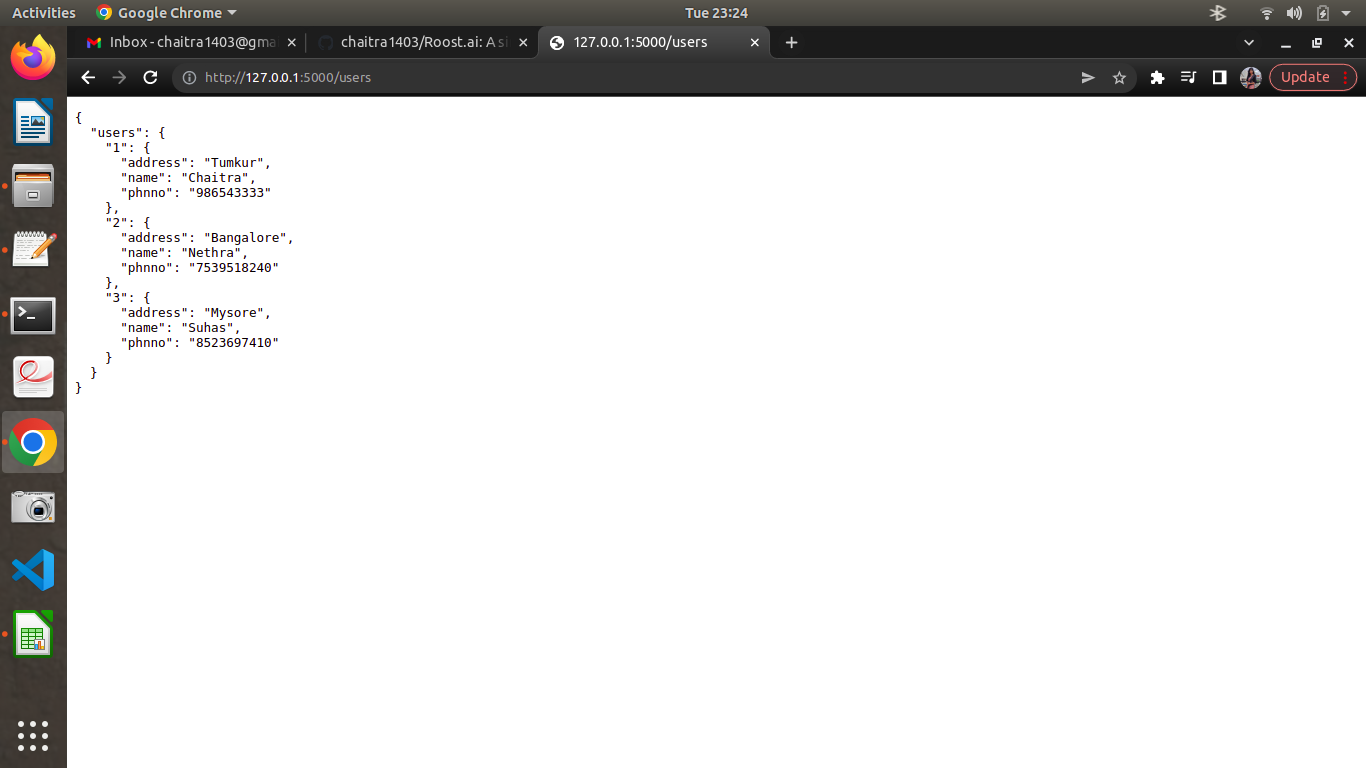 Activities Google Chrome Tue 23:24
Inbox - chaitra1403@gma chaitra1403/Roost.ai: A si 127.0.0.1:5000/users
http://127.0.0.1:5000/users Update
{
  "users": {
    "1": {
      "address": "Tumkur",
      "name": "Chaitra",
      "phnno": "986543333"
    },
    "2": {
      "address": "Bangalore",
      "name": "Nethra",
      "phnno": "7539518240"
    },
    "3": {
      "address": "Mysore",
      "name": "Suhas",
      "phnno": "8523697410"
    }
  }
}